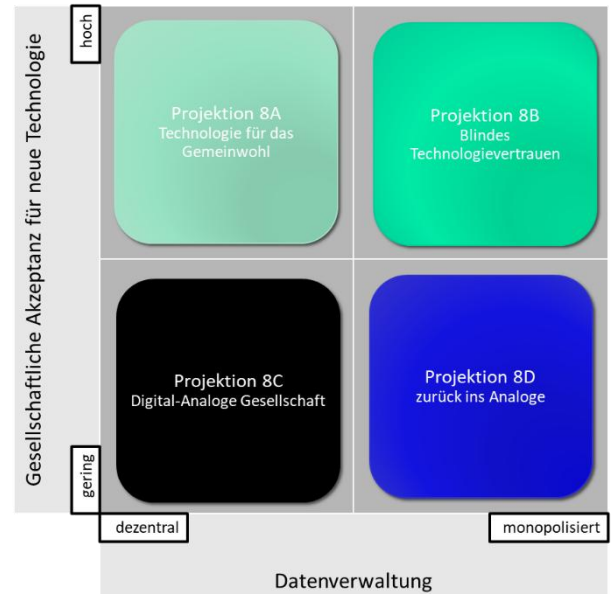 Gesellschaftliche Akzeptanz für neue Technologie
hoch
Projektion 8A
Technologie für das
Gemeinwohl
Projektion 8B
Blindes
Technologievertrauen
Projektion 8C
Digital-Analoge Gesellschaft
Projektion 8D
zurück ins Analoge
gering
dezentral
monopolisiert
Datenverwaltung